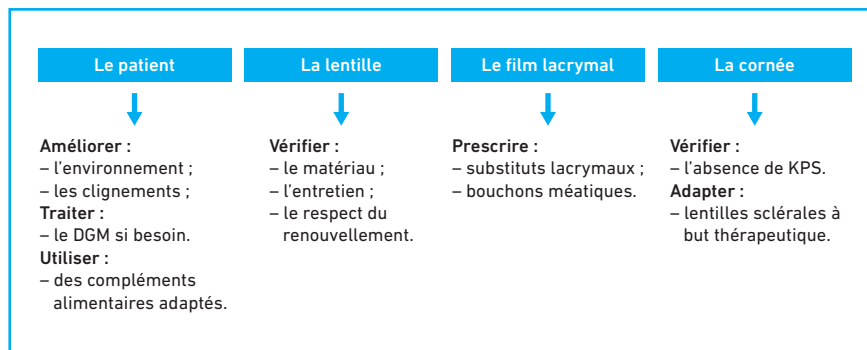 Le patient
Améliorer :
– l'environnement ;
– les clignements ;
Traiter :
– le DGM si besoin.
Utiliser :
– des compléments
alimentaires adaptés.
La lentille
Vérifier :
– le matériau ;
– l'entretien ;
– le respect du
renouvellement.
Le film lacrymal
Prescrire :
– substituts lacrymaux ;
– bouchons méatiques.
La cornée
Vérifier :
– l'absence de KPS.
Adapter :
– lentilles sclérales à
but thérapeutique.